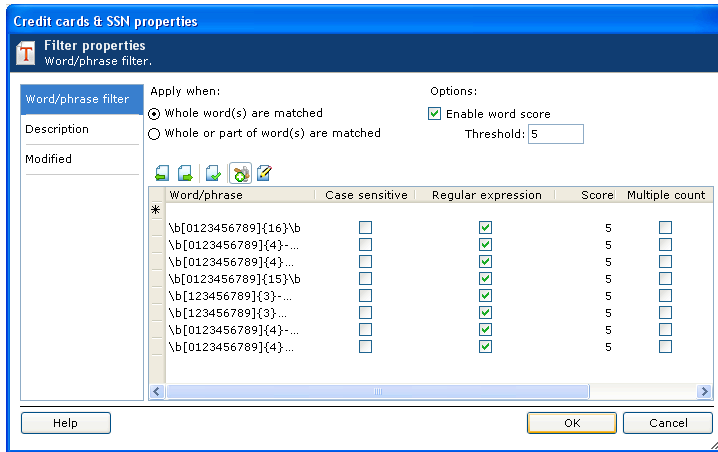 Credit cards & SSN properties
Filter properties
Word/phrase filter.
Word/phrase filter
Description
Modified
Apply when:
Whole word(s) are matched
Whole or part of word(s) are matched
Options:
Enable word score
Threshold: 5
Word/phrase Case sensitive Regular expression Score Multiple count
*
\b[0123456789]{16}\b 5
\b[0123456789]{4}-... 5
\b[0123456789]{4}... 5
\b[0123456789]{15}\b 5
\b[123456789]{3}-... 5
\b[123456789]{3}... 5
\b[0123456789]{4}-... 5
\b[0123456789]{4}... 5
Help
OK
Cancel